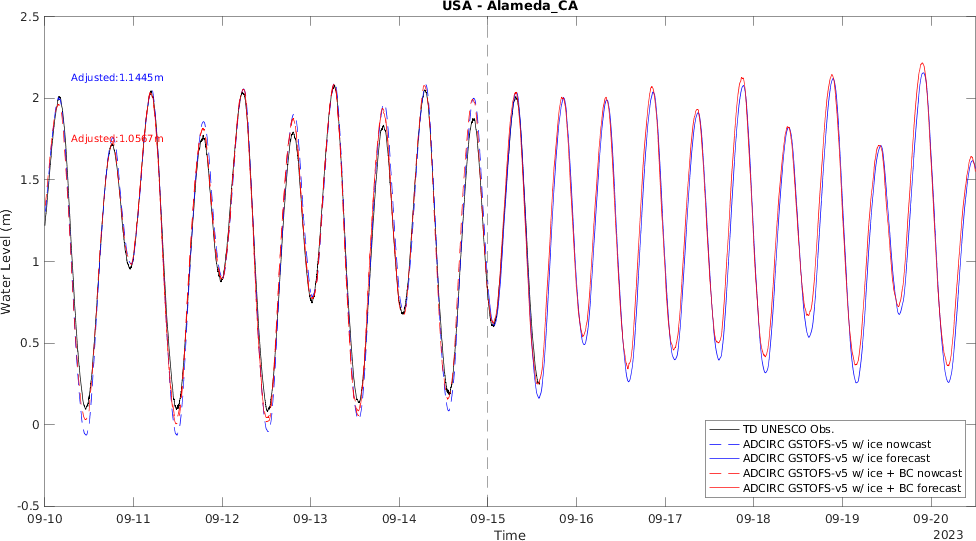 USA - Alameda_CA
2.5
2
1.5
1
0.5
0
-0.5
Water Level (m)
Adjusted:1.1445m
Adjusted:1.0567m
TD UNESCO Obs.
ADCIRC GSTOFS-v5 w/ ice nowcast
ADCIRC GSTOFS-v5 w/ ice forecast
ADCIRC GSTOFS-v5 w/ ice + BC nowcast
ADCIRC GSTOFS-v5 w/ ice + BC forecast
09-10 09-11 09-12 09-13 09-14 09-15 09-16 09-17 09-18 09-19 09-20
Time
2023